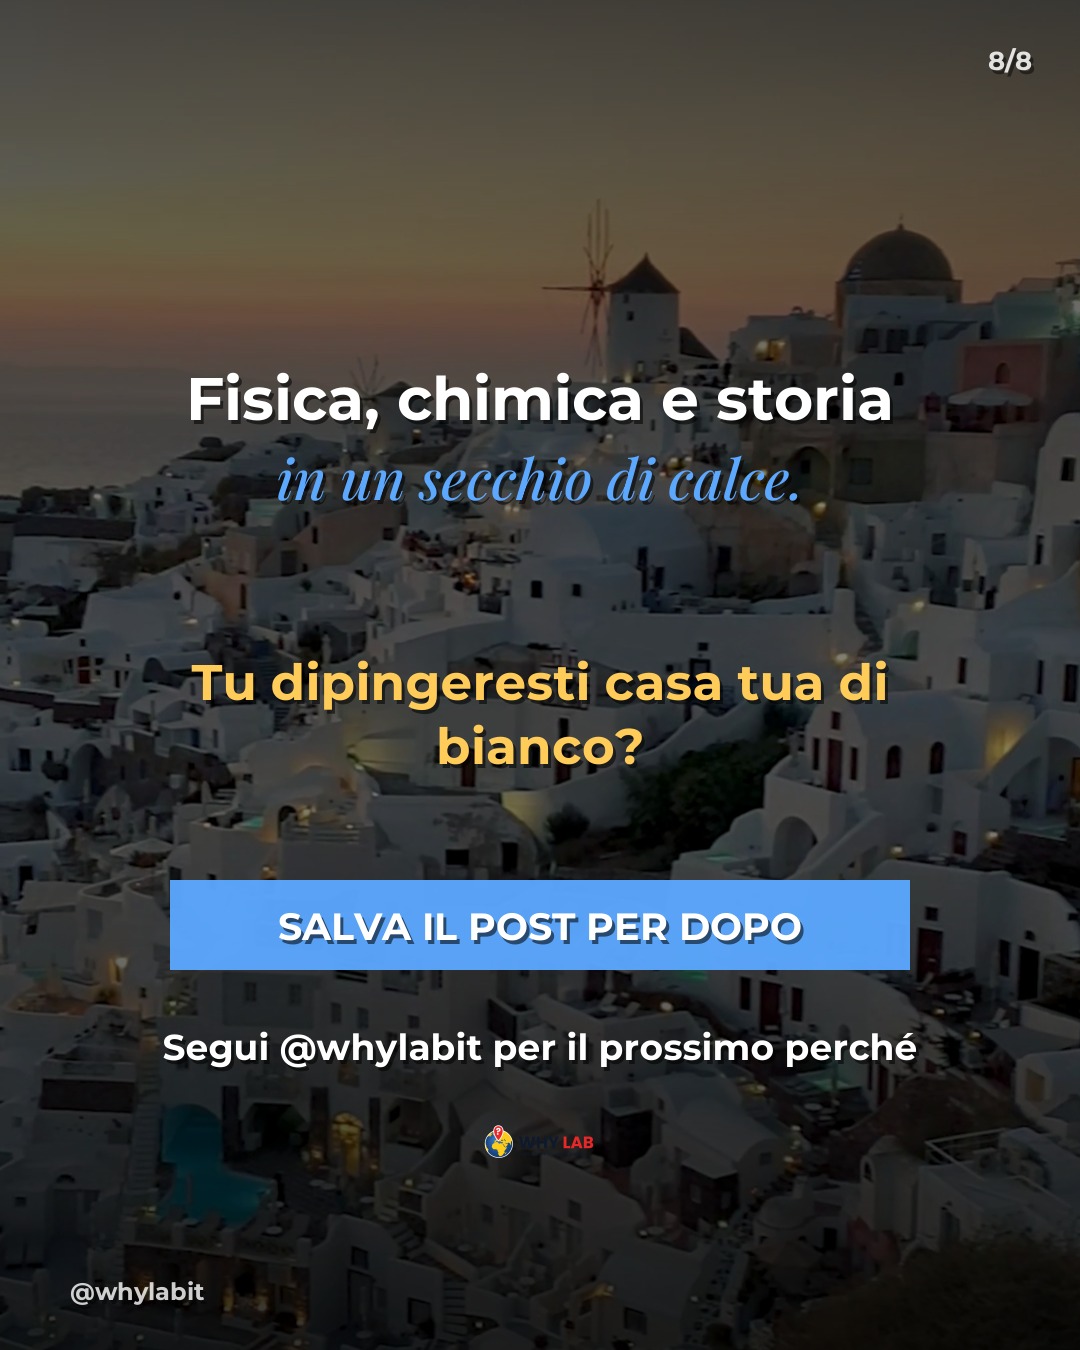 8/8
Fisica, chimica e storia
in un secchio di calce.
Tu dipingeresti casa tua di
bianco?
SALVA IL POST PER DOPO
Segui @whylabit per il prossimo perché
WHY LAB
@whylabit